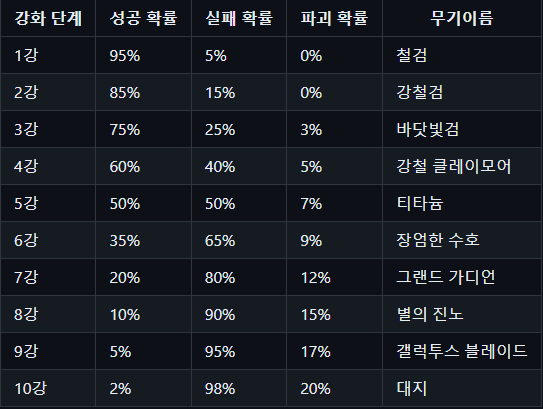 강화 단계 성공 확률 실패 확률 파괴 확률 무기이름
1강 95% 5% 0% 철검
2강 85% 15% 0% 강철검
3강 75% 25% 3% 바닷빛검
4강 60% 40% 5% 강철 클레이모어
5강 50% 50% 7% 티타늄
6강 35% 65% 9% 장엄한 수호
7강 20% 80% 12% 그랜드 가디언
8강 10% 90% 15% 별의 진노
9강 5% 95% 17% 갤럭투스 블레이드
10강 2% 98% 20% 대지